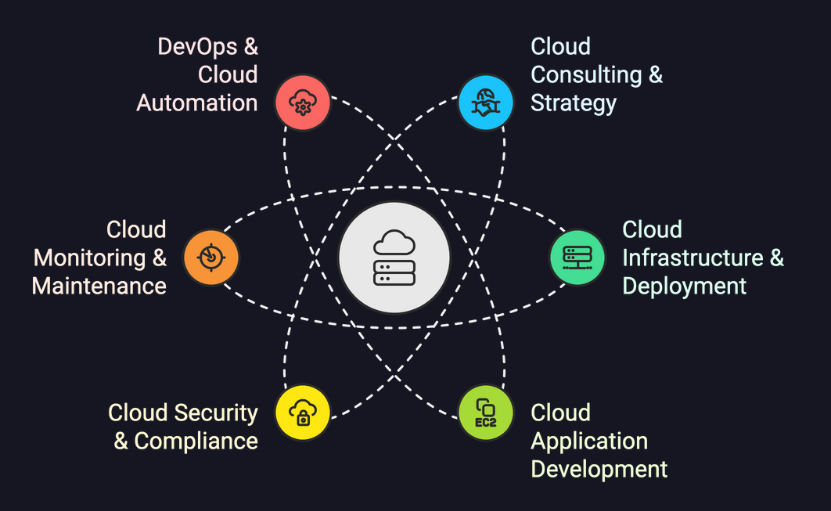 DevOps &
Cloud
Automation
Cloud
Consulting &
Strategy
Cloud
Monitoring &
Maintenance
Cloud
Infrastructure &
Deployment
Cloud Security
& Compliance
EC2
Cloud
Application
Development